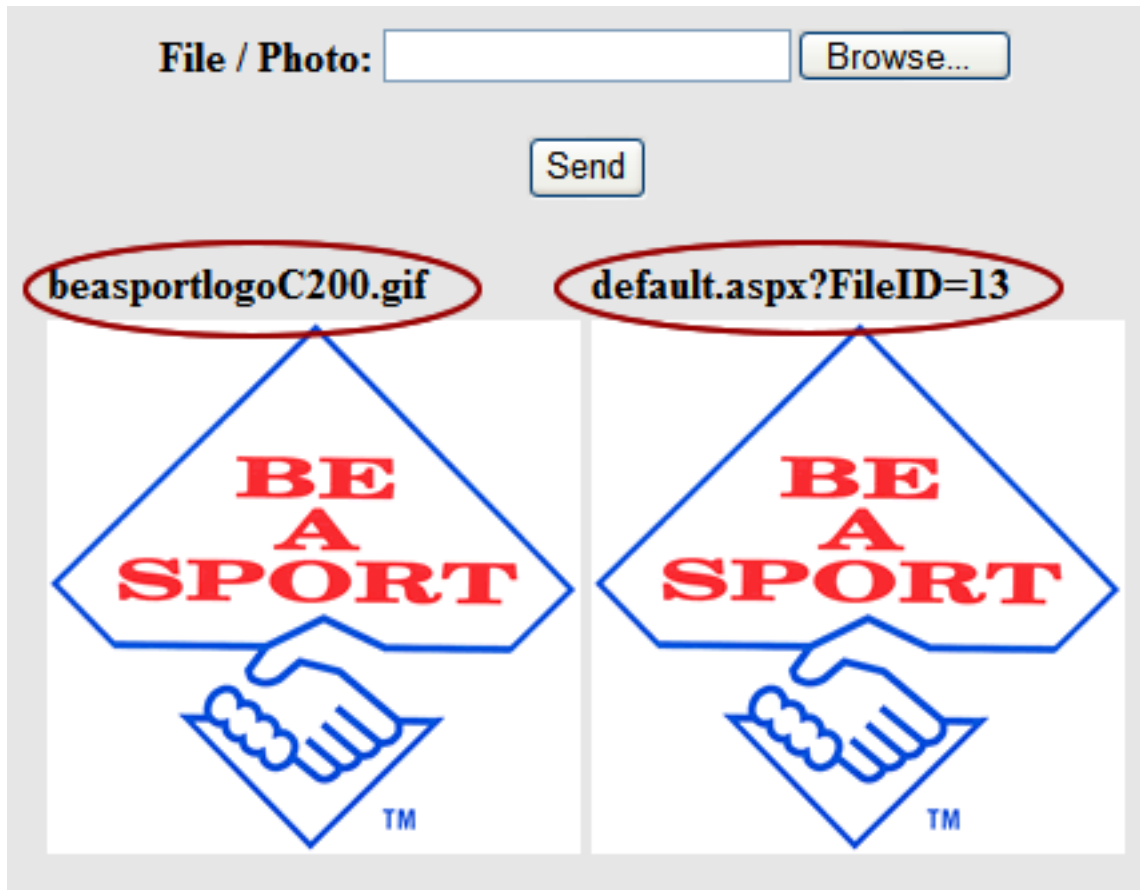 File / Photo: Browse...
Send
beasportlogoC200.gif default.aspx?FileID=13
BE
A
SPORT
TM
BE
A
SPORT
TM